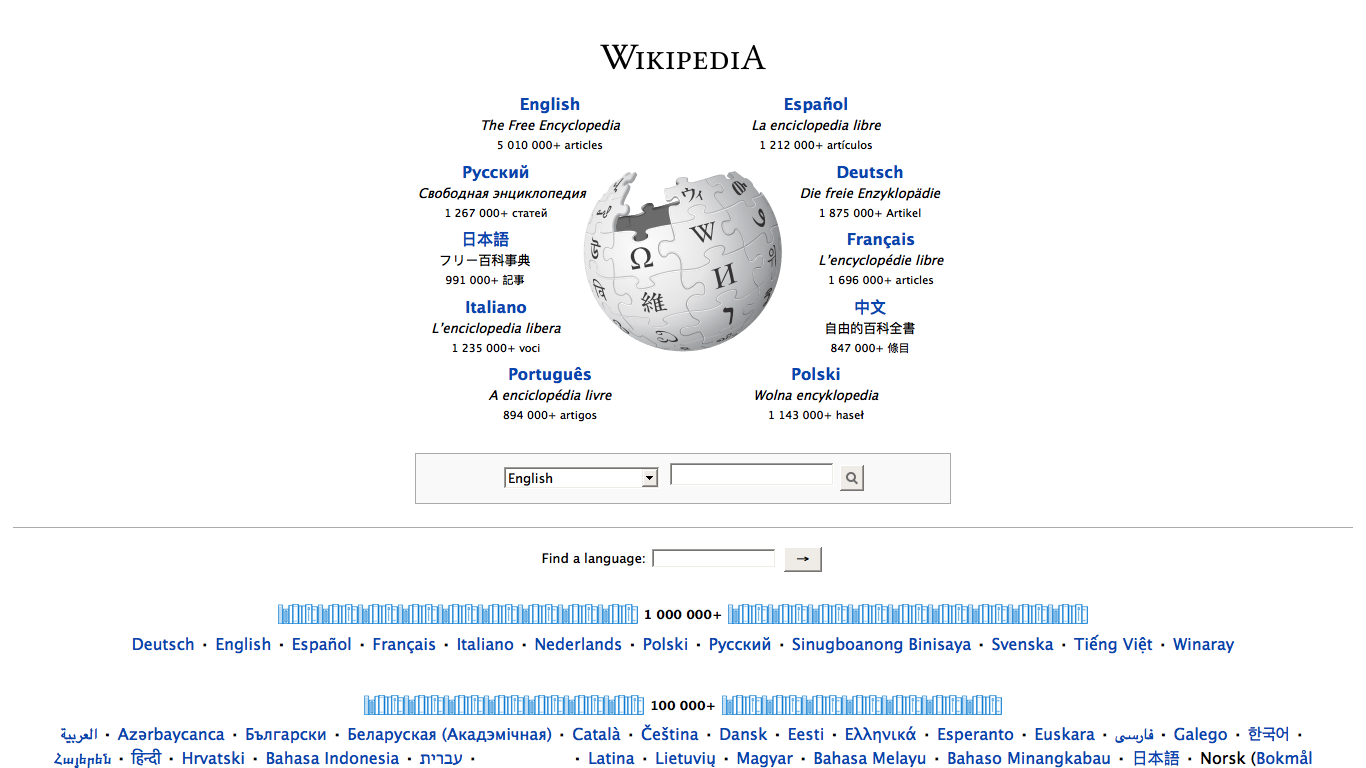 WIKIPEDIA
English
The Free Encyclopedia
5 010 000+ articles
Español
La enciclopedia libre
1 212 000+ artículos
Русский
Свободная энциклопедия
1 267 000+ статей
Deutsch
Die freie Enzyklopädie
1 875 000+ Artikel
日本語
フリー百科事典
991 000+ 記事
Français
L'encyclopédie libre
1 696 000+ articles
Italiano
L'enciclopedia libera
1 235 000+ voci
中文
自由的百科全書
847 000+ 條目
Português
A enciclopédia livre
894 000+ artigos
Polski
Wolna encyklopedia
1 143 000+ haseł
Ω W И 維 ウィ
English
Find a language: →
1 000 000+
Deutsch · English · Español · Français · Italiano · Nederlands · Polski · Русский · Sinugboanong Binisaya · Svenska · Tiếng Việt · Winaray
100 000+
العربية · Azərbaycanca · Български · Беларуская (Акадэмічная) · Català · Čeština · Dansk · Eesti · Ελληνικά · Esperanto · Euskara · فارسی · Galego · 한국어 ·
Հայերեն · हिन्दी · Hrvatski · Bahasa Indonesia · עברית · · Latina · Lietuvių · Magyar · Bahasa Melayu · Bahaso Minangkabau · 日本語 · Norsk (Bokmål